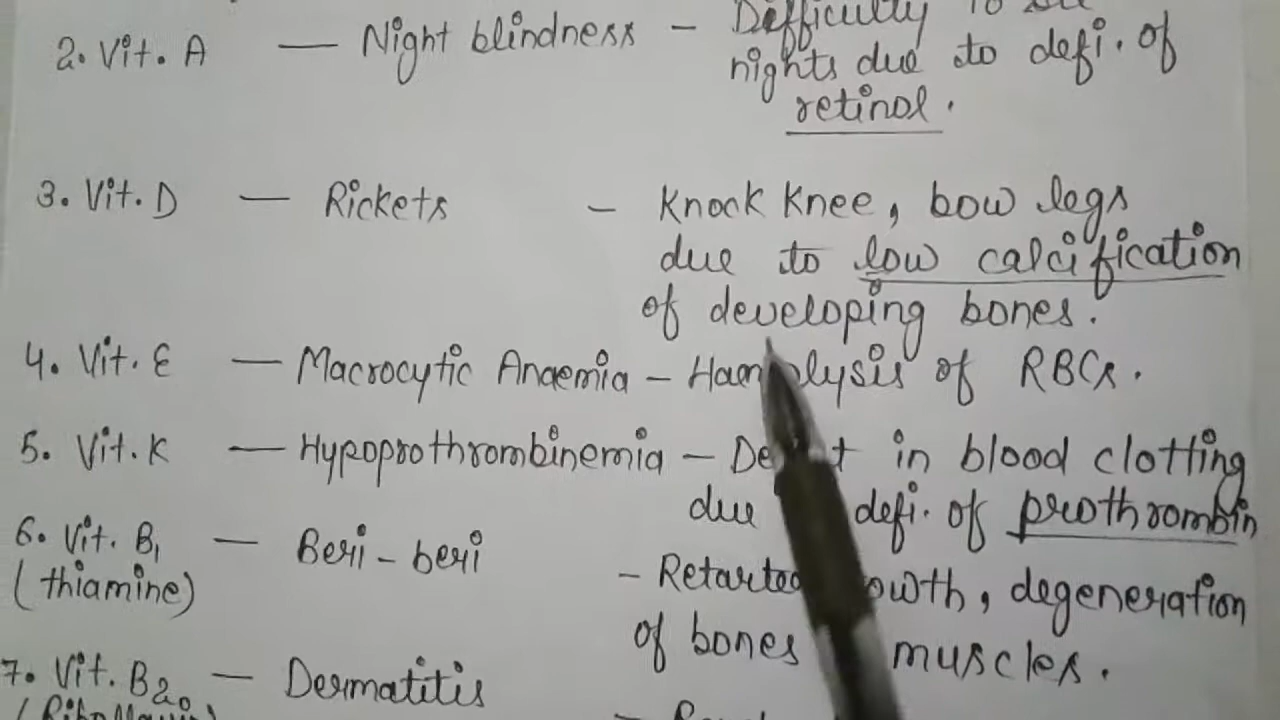 2. Vit. A — Night blindness - Difficulty to see
nights due to defi. of
retinol.
3. Vit. D — Rickets - Knock Knee, bow legs
due to low calcification
of developing bones.
4. Vit. E — Macrocytic Anaemia - Haemolysis of RBCs.
5. Vit. K — Hypoprothrombinemia - Defect in blood clotting
due defi. of prothrombin
6. Vit. B1 — Beri-beri
(thiamine) - Retarted growth, degeneration
of bones muscles.
7. Vit. B2 — Dermatitis